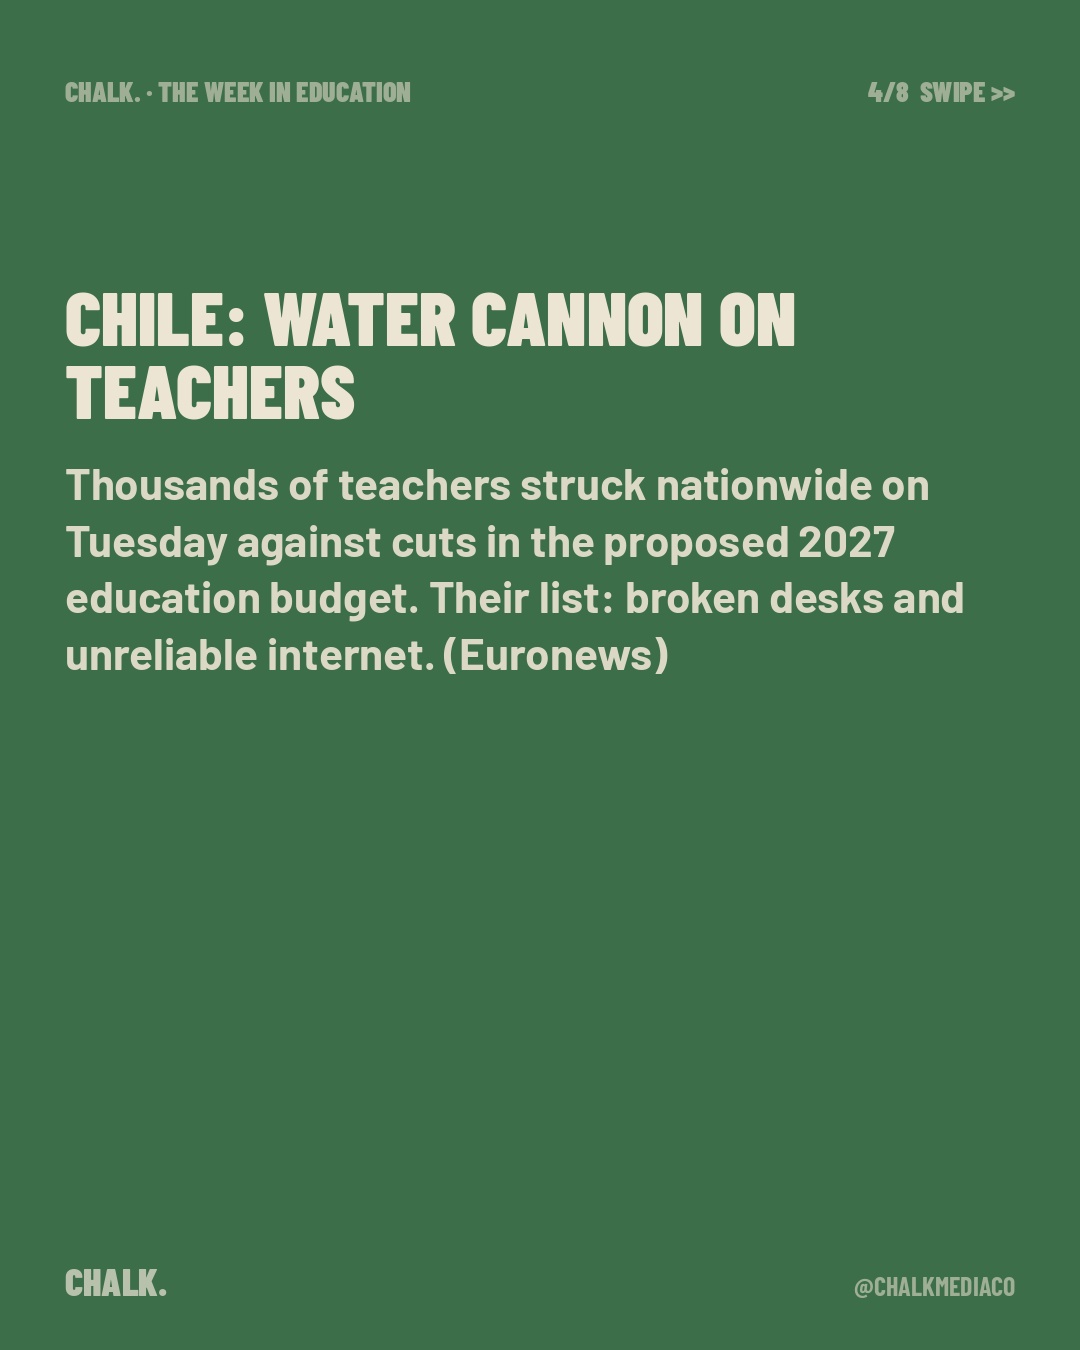 CHALK. · THE WEEK IN EDUCATION
4/8 SWIPE >>
CHILE: WATER CANNON ON
TEACHERS
Thousands of teachers struck nationwide on
Tuesday against cuts in the proposed 2027
education budget. Their list: broken desks and
unreliable internet. (Euronews)
CHALK.
@CHALKMEDIACO